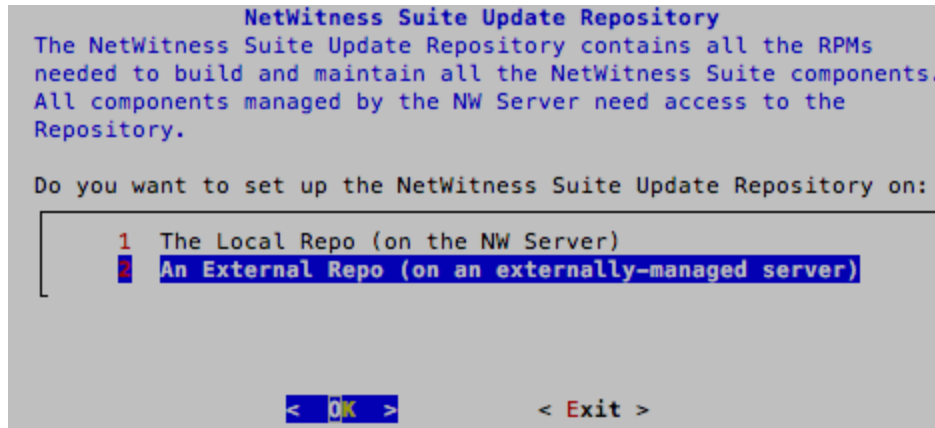 NetWitness Suite Update Repository
The NetWitness Suite Update Repository contains all the RPMs
needed to build and maintain all the NetWitness Suite components.
All components managed by the NW Server need access to the
Repository.
Do you want to set up the NetWitness Suite Update Repository on:
1 The Local Repo (on the NW Server)
2 An External Repo (on an externally-managed server)
< OK > < Exit >